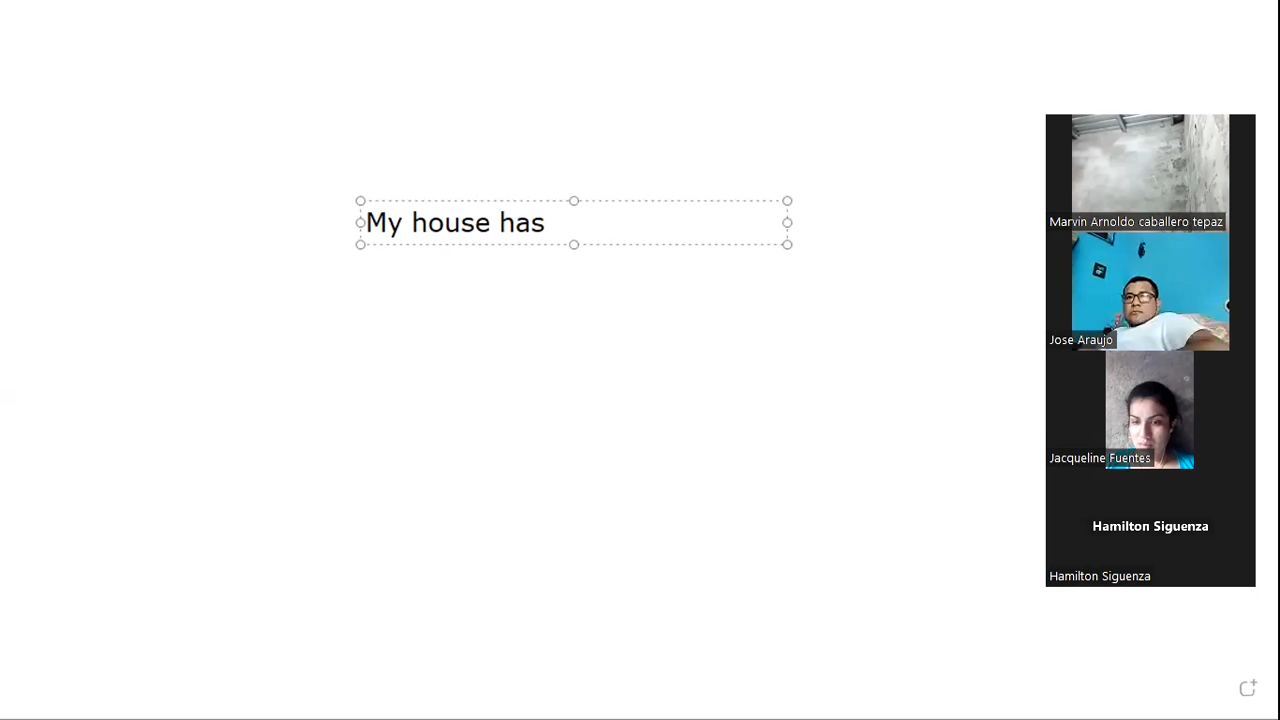 My house has
Marvin Arnoldo caballero tepaz
Jose Araujo
Jacqueline Fuentes
Hamilton Siguenza
Hamilton Siguenza